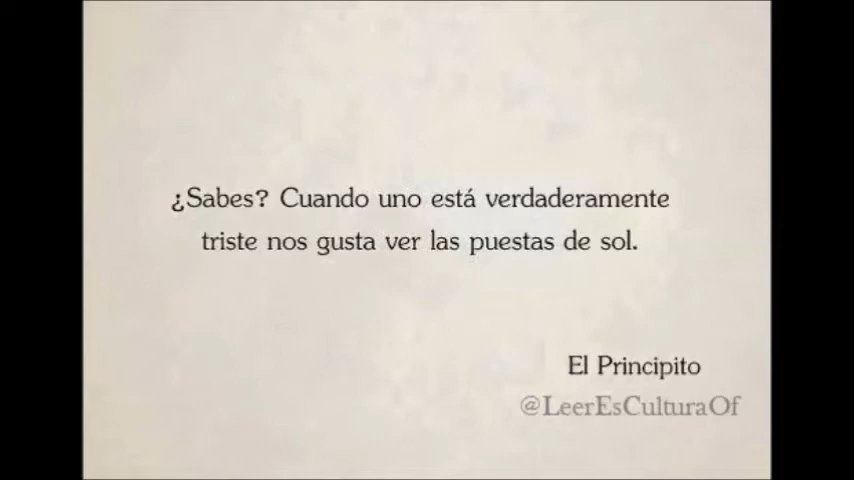 ¿Sabes? Cuando uno está verdaderamente
triste nos gusta ver las puestas de sol.
El Principito
@LeerEsCulturaOf